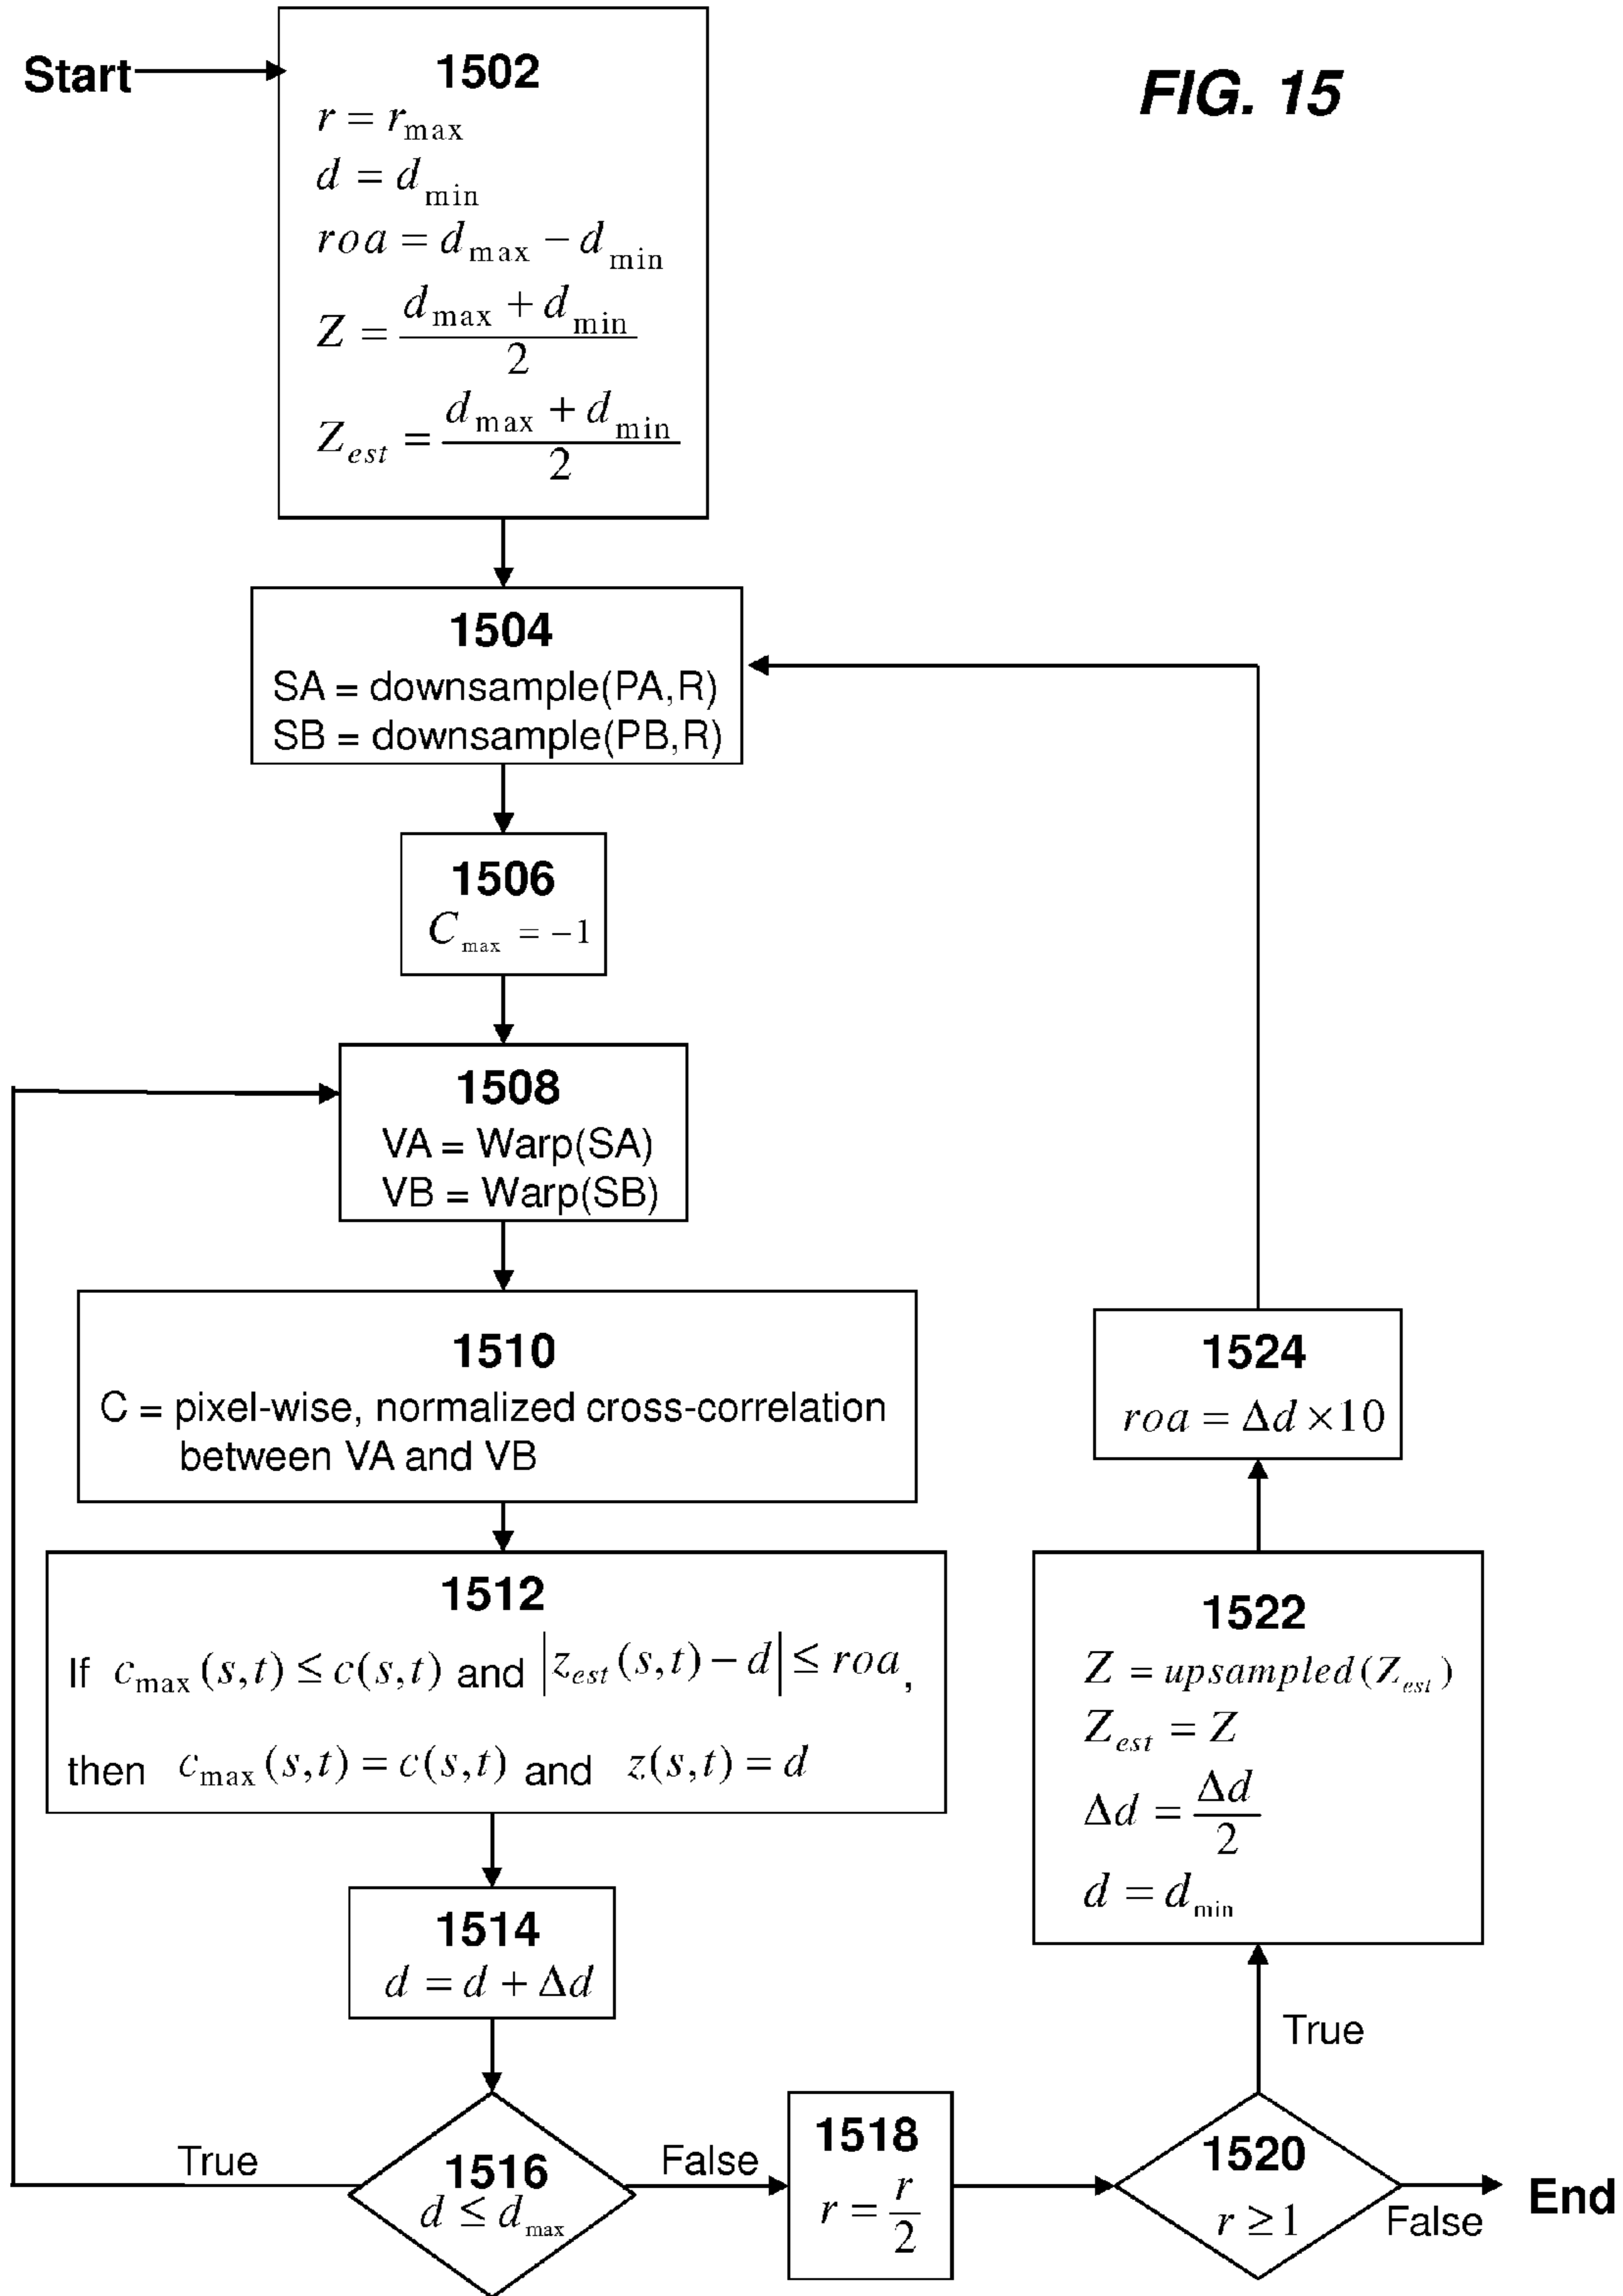 FIG. 15
Start
1502
r = r_max
d = d_min
roa = d_max − d_min
Z = (d_max + d_min)/2
Z_est = (d_max + d_min)/2
1504
SA = downsample(PA,R)
SB = downsample(PB,R)
1506
C_max = −1
1508
VA = Warp(SA)
VB = Warp(SB)
1510
C = pixel-wise, normalized cross-correlation
between VA and VB
1512
If c_max(s,t) ≤ c(s,t) and |z_est(s,t) − d| ≤ roa,
then c_max(s,t) = c(s,t) and z(s,t) = d
1514
d = d + Δd
1516
d ≤ d_max
True
False
1518
r = r/2
1520
r ≥ 1
False
End
True
1522
Z = upsampled(Z_est)
Z_est = Z
Δd = Δd/2
d = d_min
1524
roa = Δd × 10